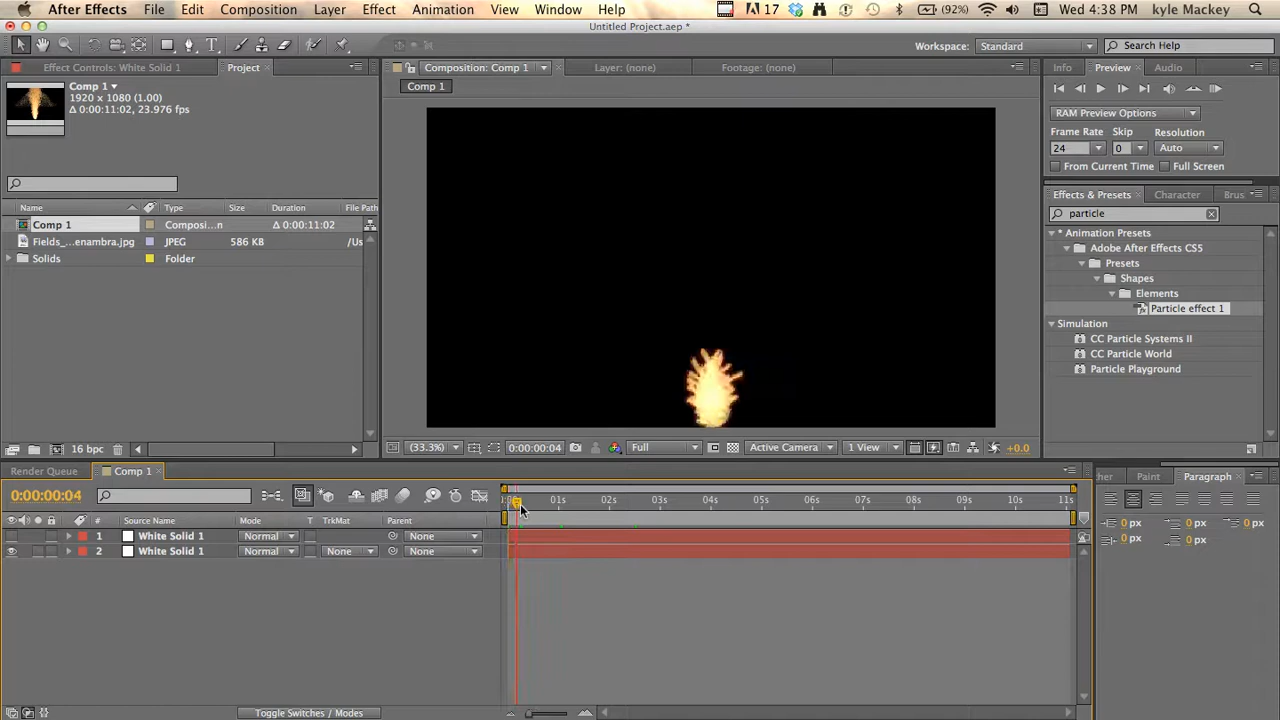 After Effects File Edit Composition Layer Effect Animation View Window Help 17 (92%) Wed 4:38 PM kyle Mackey
Untitled Project.aep *
Workspace: Standard Search Help
Effect Controls: White Solid 1 Project
Composition: Comp 1 Layer: (none) Footage: (none)
Info Preview Audio
Comp 1
1920 x 1080 (1.00)
Δ 0:00:11:02, 23.976 fps
Comp 1
RAM Preview Options
Frame Rate Skip Resolution
24 0 Auto
From Current Time Full Screen
Effects & Presets Character Brus
particle
* Animation Presets
Adobe After Effects CS5
Presets
Shapes
Elements
Particle effect 1
Simulation
CC Particle Systems II
CC Particle World
Particle Playground
Name Type Size Duration File Path
Comp 1 Composi...n Δ 0:00:11:02
Fields_...enambra.jpg JPEG 586 KB /Us
Solids Folder
16 bpc
(33.3%) 0:00:00:04 Full Active Camera 1 View +0.0
Render Queue Comp 1
0:00:00:04
01s 02s 03s 04s 05s 06s 07s 08s 09s 10s 11s
Source Name Mode T TrkMat Parent
1 White Solid 1 Normal None
2 White Solid 1 Normal None None
Toggle Switches / Modes
Paint Paragraph
0 px 0 px 0 px
0 px 0 px